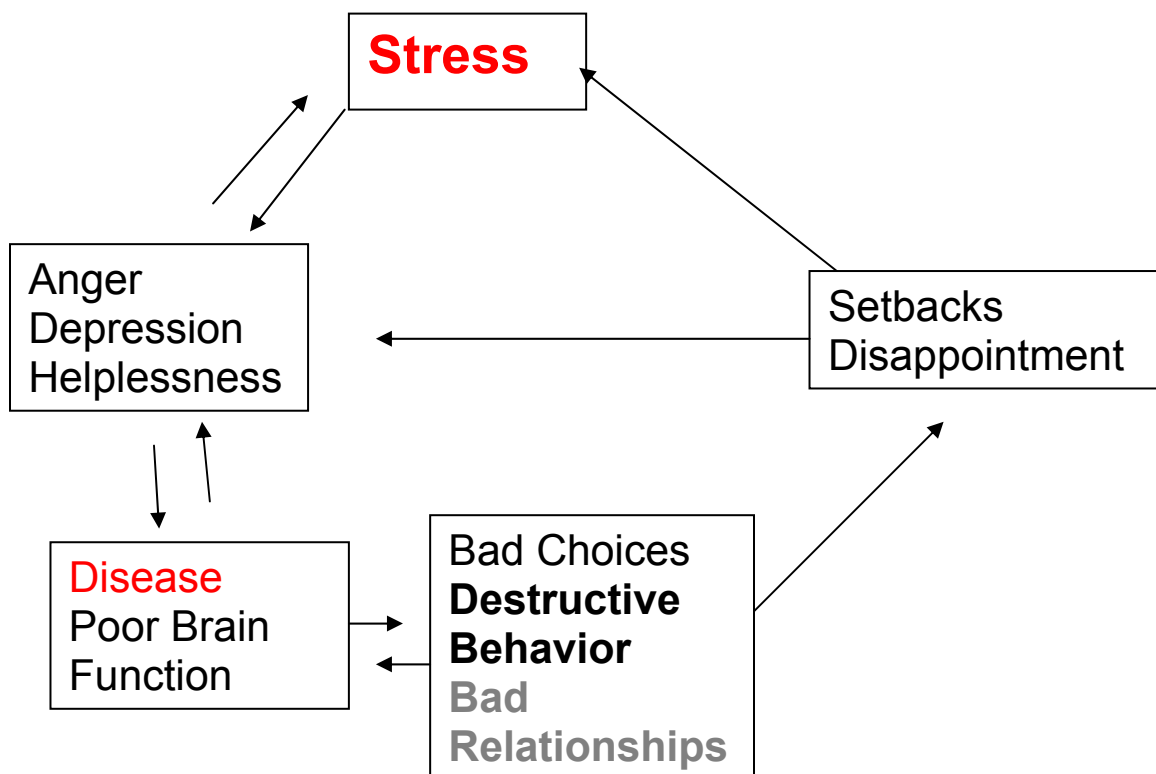 Stress
Anger
Depression
Helplessness
Setbacks
Disappointment
Disease
Poor Brain
Function
Bad Choices
Destructive
Behavior
Bad
Relationships